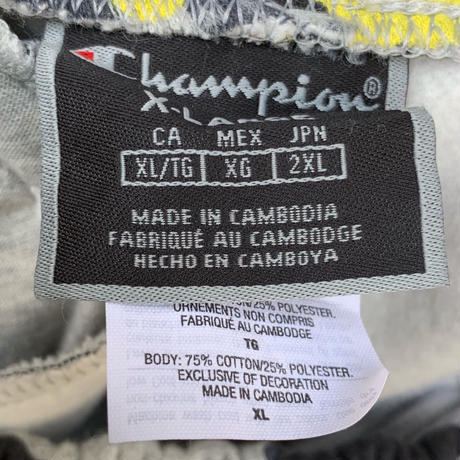 Champion®
X-LARGE
CA MEX JPN
XL/TG XG 2XL
MADE IN CAMBODIA
FABRIQUÉ AU CAMBODGE
HECHO EN CAMBOYA
COTTON/25% POLYESTER.
ORNEMENTS NON COMPRIS
FABRIQUÉ AU CAMBODGE
TG
BODY: 75% COTTON/25% POLYESTER.
EXCLUSIVE OF DECORATION
MADE IN CAMBODIA
XL